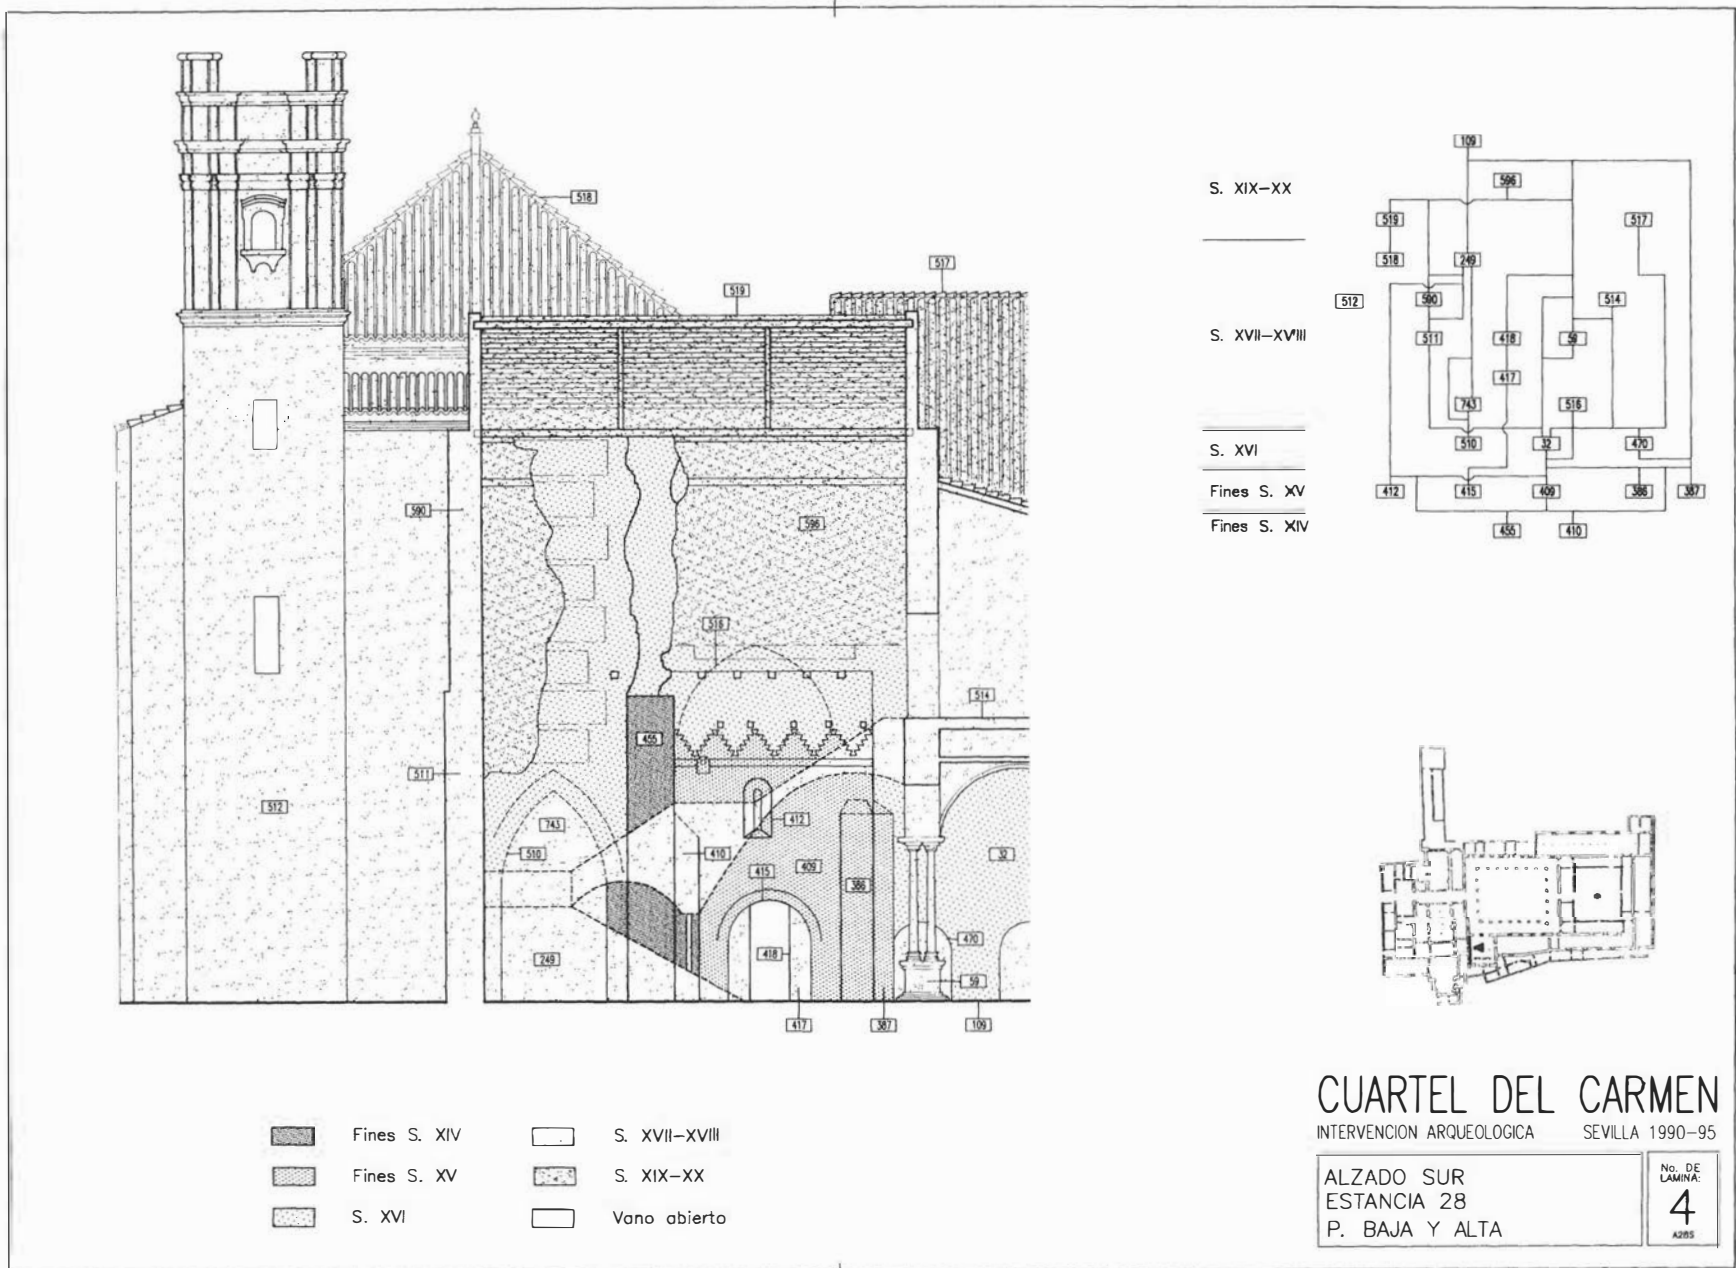 518
517
519
590
596
516
514
455
511
512
743
412
510
410
32
409
415
386
470
249
418
59
417
387
109
S. XIX-XX
S. XVII-XVIII
S. XVI
Fines S. XV
Fines S. XIV
109
596
519
517
518
249
512
590
514
511
418
59
417
743
516
510
32
470
412
415
409
386
387
455
410
Fines S. XIV
S. XVII-XVIII
Fines S. XV
S. XIX-XX
S. XVI
Vano abierto
CUARTEL DEL CARMEN
INTERVENCION ARQUEOLOGICA SEVILLA 1990-95
ALZADO SUR
ESTANCIA 28
P. BAJA Y ALTA
No. DE
LAMINA:
4
A28S